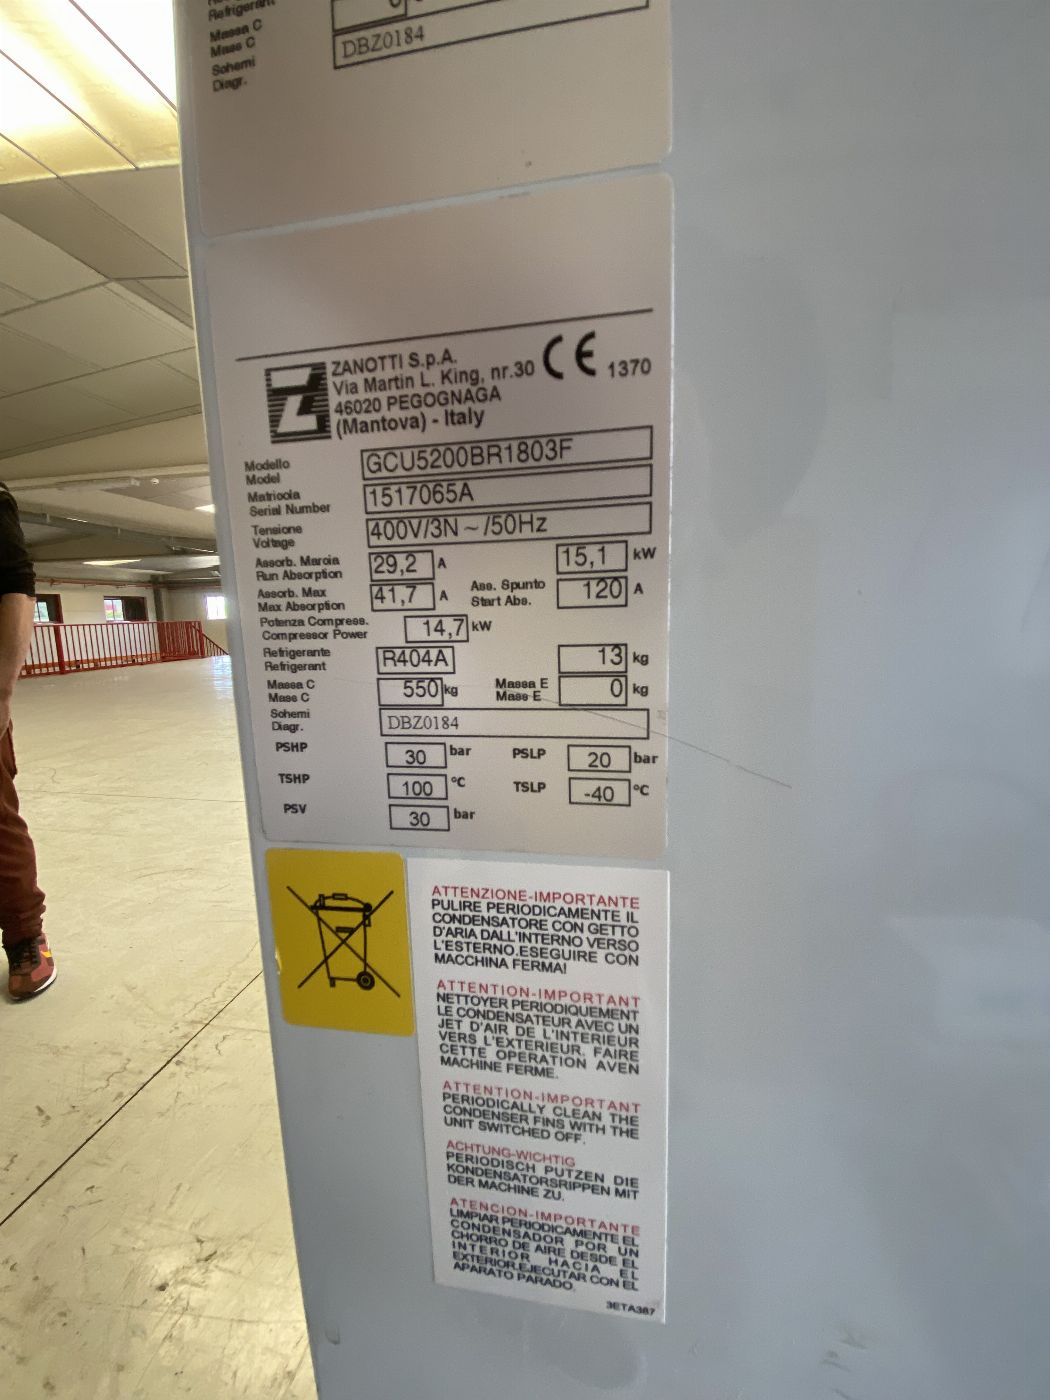 Refrigerant
Massa C
Mass C
Schemi
Diagr.
DBZ0184
ZANOTTI S.p.A.
Via Martin L. King, nr.30
46020 PEGOGNAGA
(Mantova) - Italy
CE 1370
Modello
Model
GCU5200BR1803F
Matricola
Serial Number
1517065A
Tensione
Voltage
400V/3N~/50Hz
Assorb. Marcia
Run Absorption
29,2 A
15,1 kW
Assorb. Max
Max Absorption
41,7 A
Ass. Spunto
Start Abs.
120 A
Potenza Compress.
Compressor Power
14,7 kW
Refrigerante
Refrigerant
R404A
13 kg
Massa C
Mass C
550 kg
Massa E
Mass E
0 kg
Schemi
Diagr.
DBZ0184
PSHP 30 bar PSLP 20 bar
TSHP 100 °C TSLP -40 °C
PSV 30 bar
ATTENZIONE-IMPORTANTE
PULIRE PERIODICAMENTE IL
CONDENSATORE CON GETTO
D'ARIA DALL'INTERNO VERSO
L'ESTERNO.ESEGUIRE CON
MACCHINA FERMA!
ATTENTION-IMPORTANT
NETTOYER PERIODIQUEMENT
LE CONDENSATEUR AVEC UN
JET D'AIR DE L'INTERIEUR
VERS L'EXTERIEUR. FAIRE
CETTE OPERATION AVEN
MACHINE FERME.
ATTENTION-IMPORTANT
PERIODICALLY CLEAN THE
CONDENSER FINS WITH THE
UNIT SWITCHED OFF.
ACHTUNG-WICHTIG
PERIODISCH PUTZEN DIE
KONDENSATORSRIPPEN MIT
DER MACHINE ZU.
ATENCION-IMPORTANTE
LIMPIAR PERIODICAMENTE EL
CONDENSADOR POR UN
CHORRO DE AIRE DESDE EL
INTERIOR HACIA EL
EXTERIOR.EJECUTAR CON EL
APARATO PARADO.
3ETA387